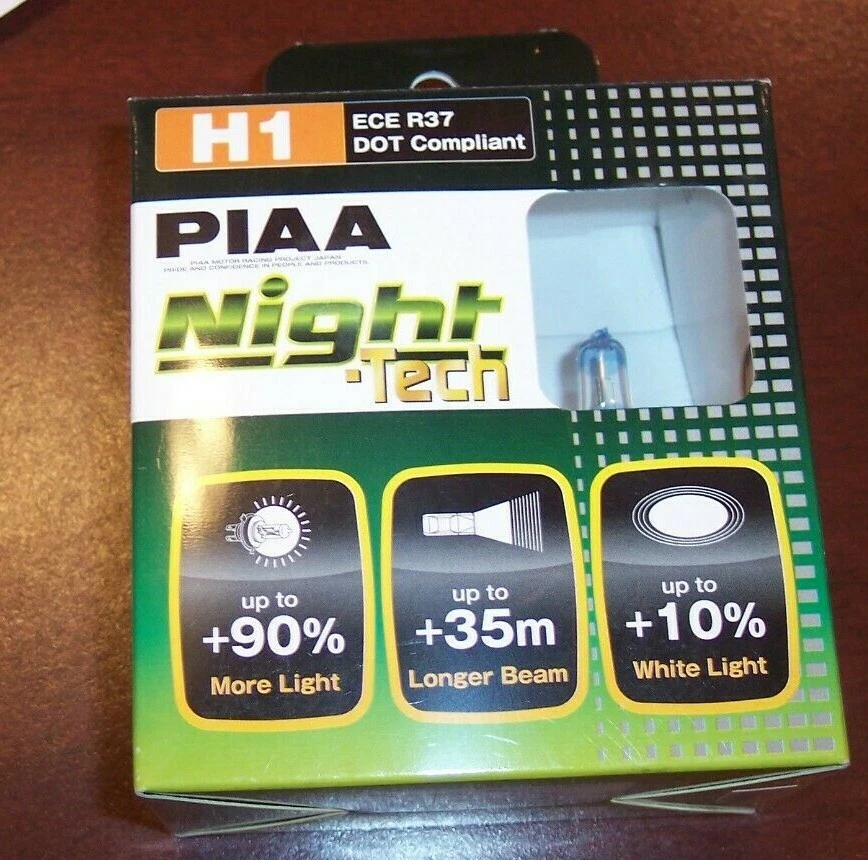 H1
ECE R37
DOT Compliant
PIAA
PIAA MOTOR RACING PROJECT JAPAN
PRIDE AND CONFIDENCE IN PEOPLE AND PRODUCTS.
Night
·Tech
up to
+90%
More Light
up to
+35m
Longer Beam
up to
+10%
White Light